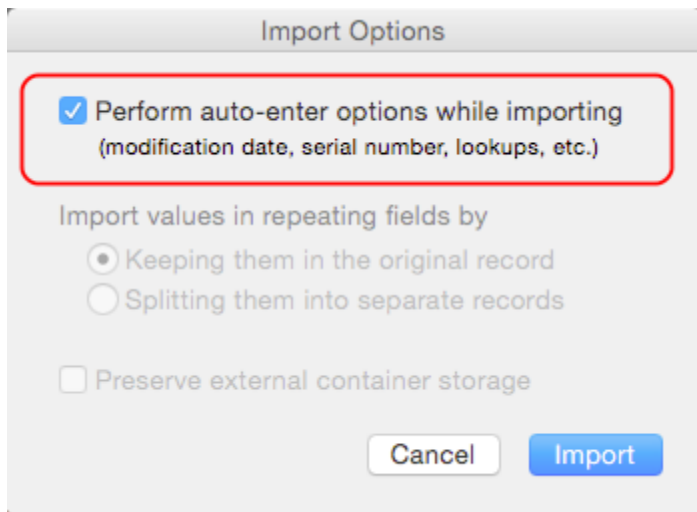 Import Options
Perform auto-enter options while importing
(modification date, serial number, lookups, etc.)
Import values in repeating fields by
Keeping them in the original record
Splitting them into separate records
Preserve external container storage
Cancel
Import